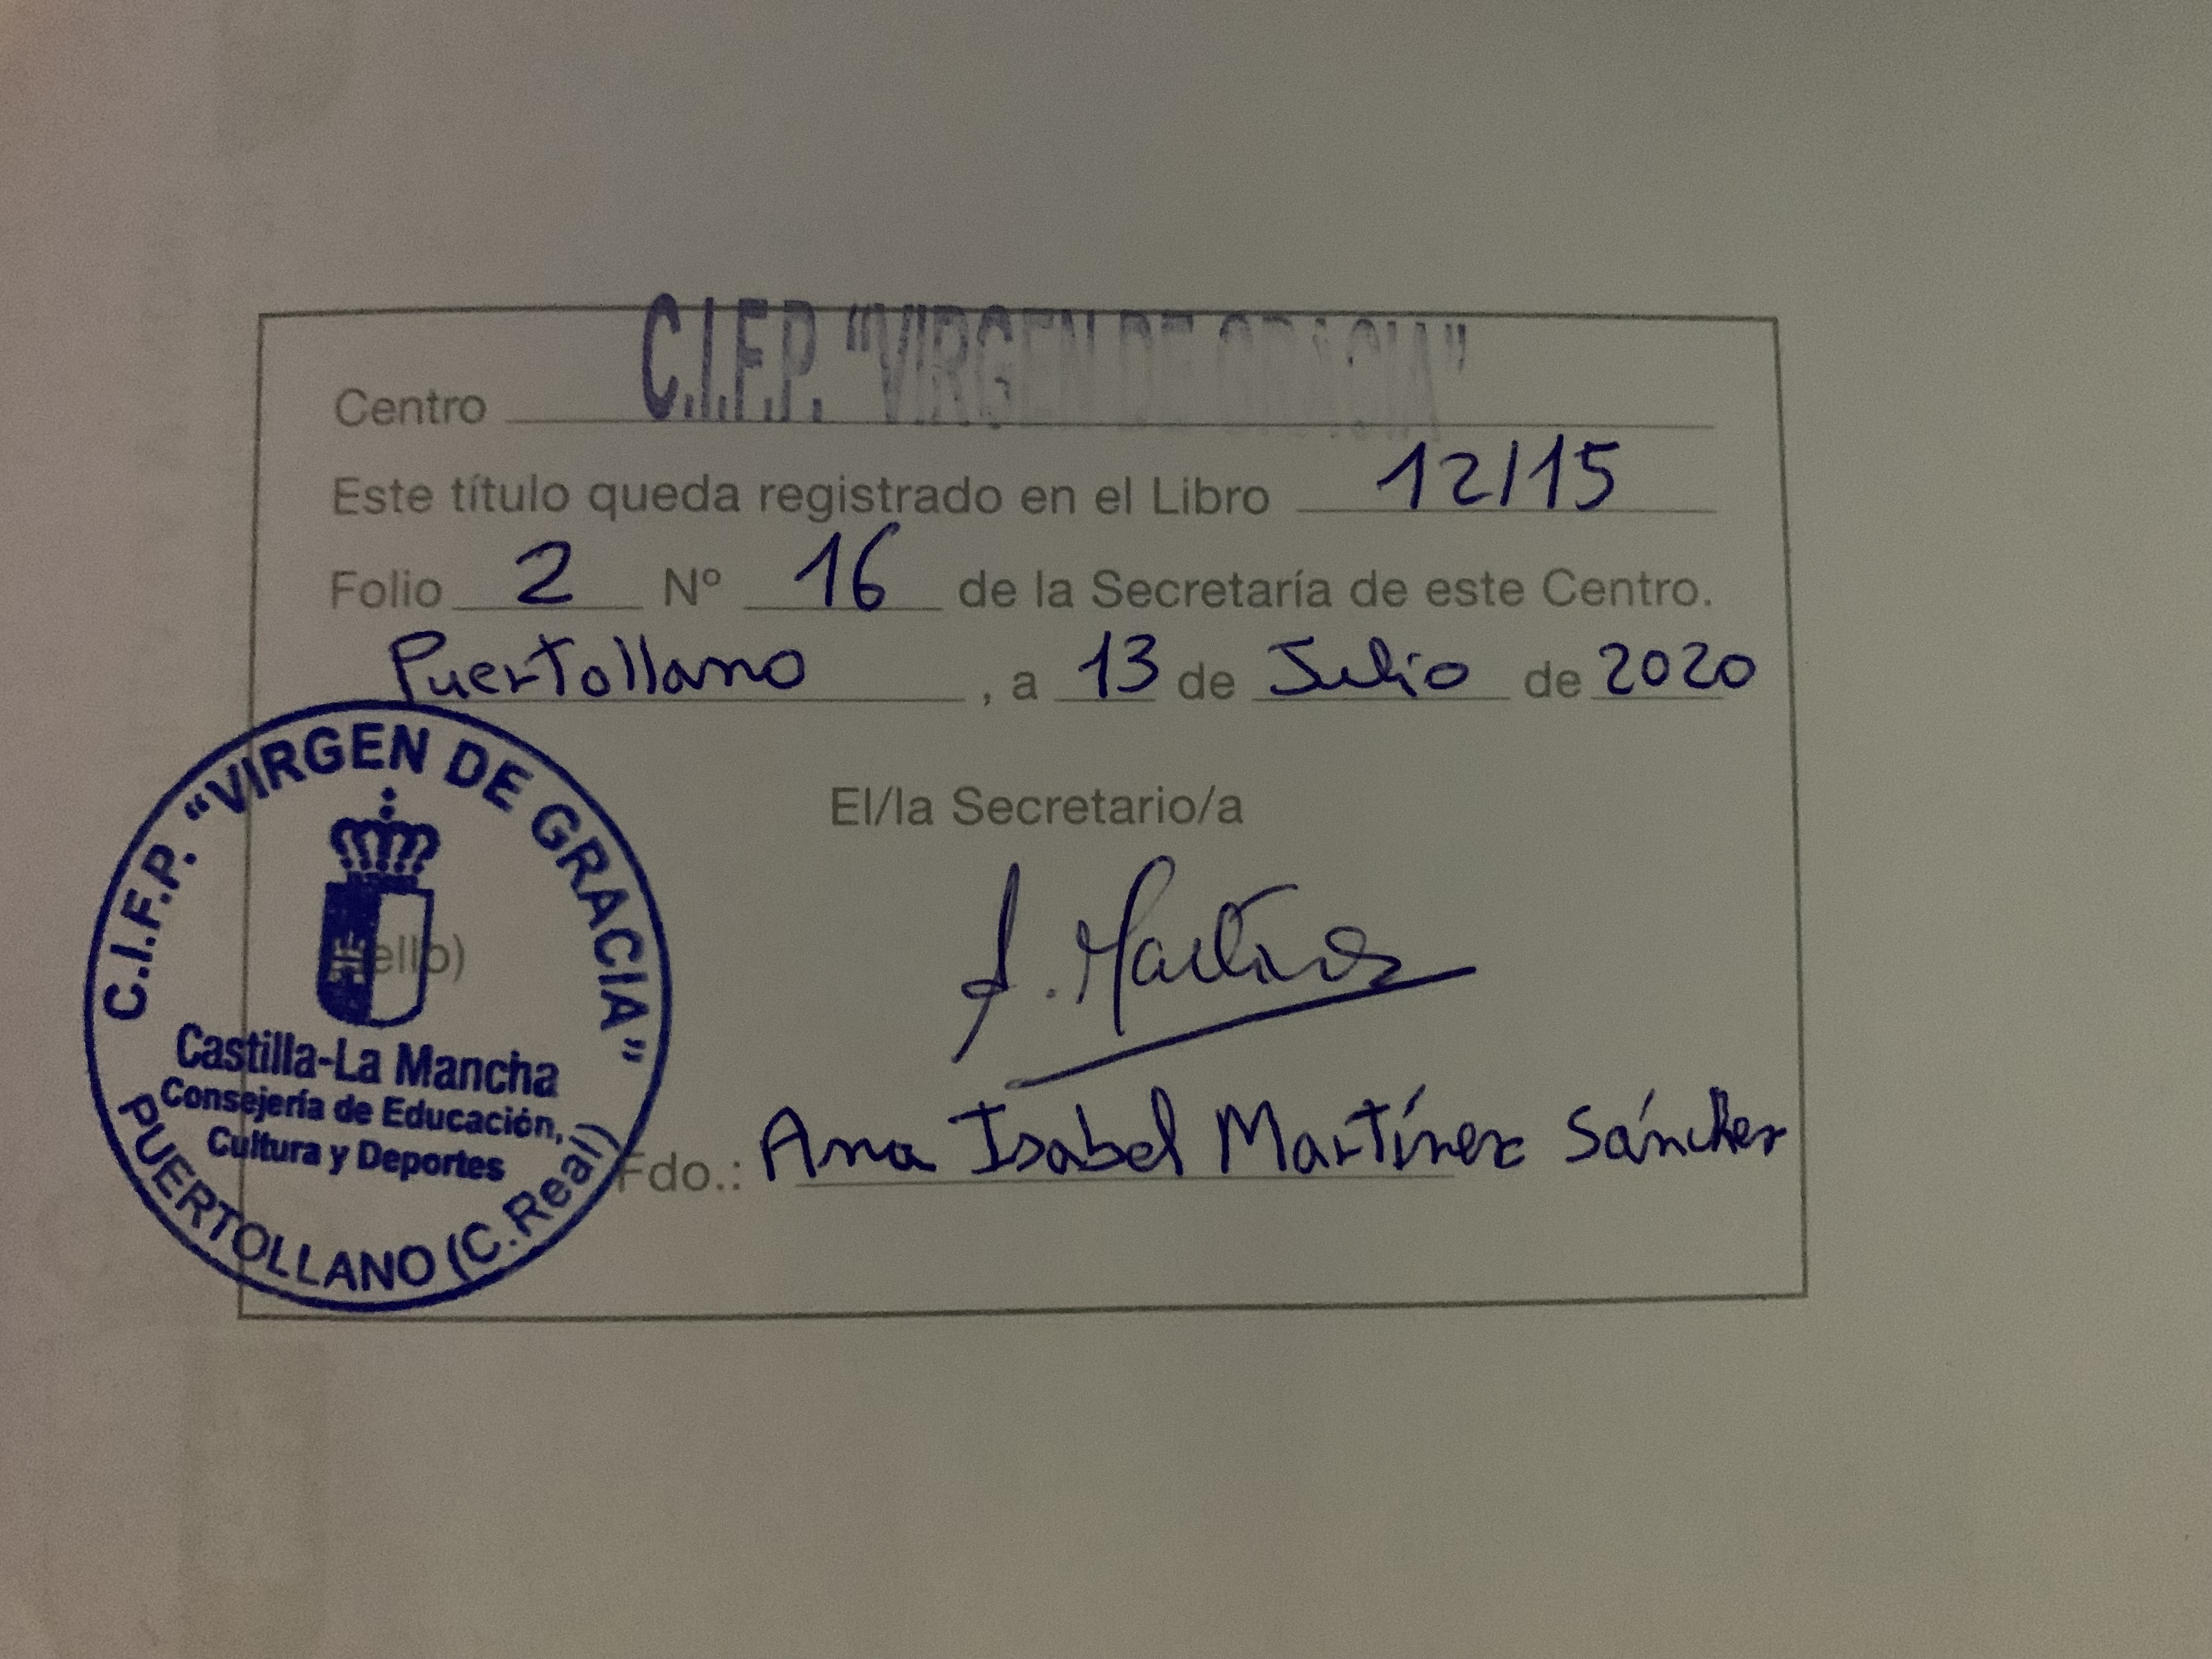 Centro C.I.F.P. "VIRGEN DE GRACIA"
Este título queda registrado en el Libro 12/15
Folio 2 Nº 16 de la Secretaría de este Centro.
Puertollano, a 13 de Julio de 2020
El/la Secretario/a
C.I.F.P. "VIRGEN DE GRACIA"
(Sello)
Castilla-La Mancha
Consejería de Educación,
Cultura y Deportes
PUERTOLLANO (C.Real)
A. Martínez
Fdo.: Ana Isabel Martínez Sánchez